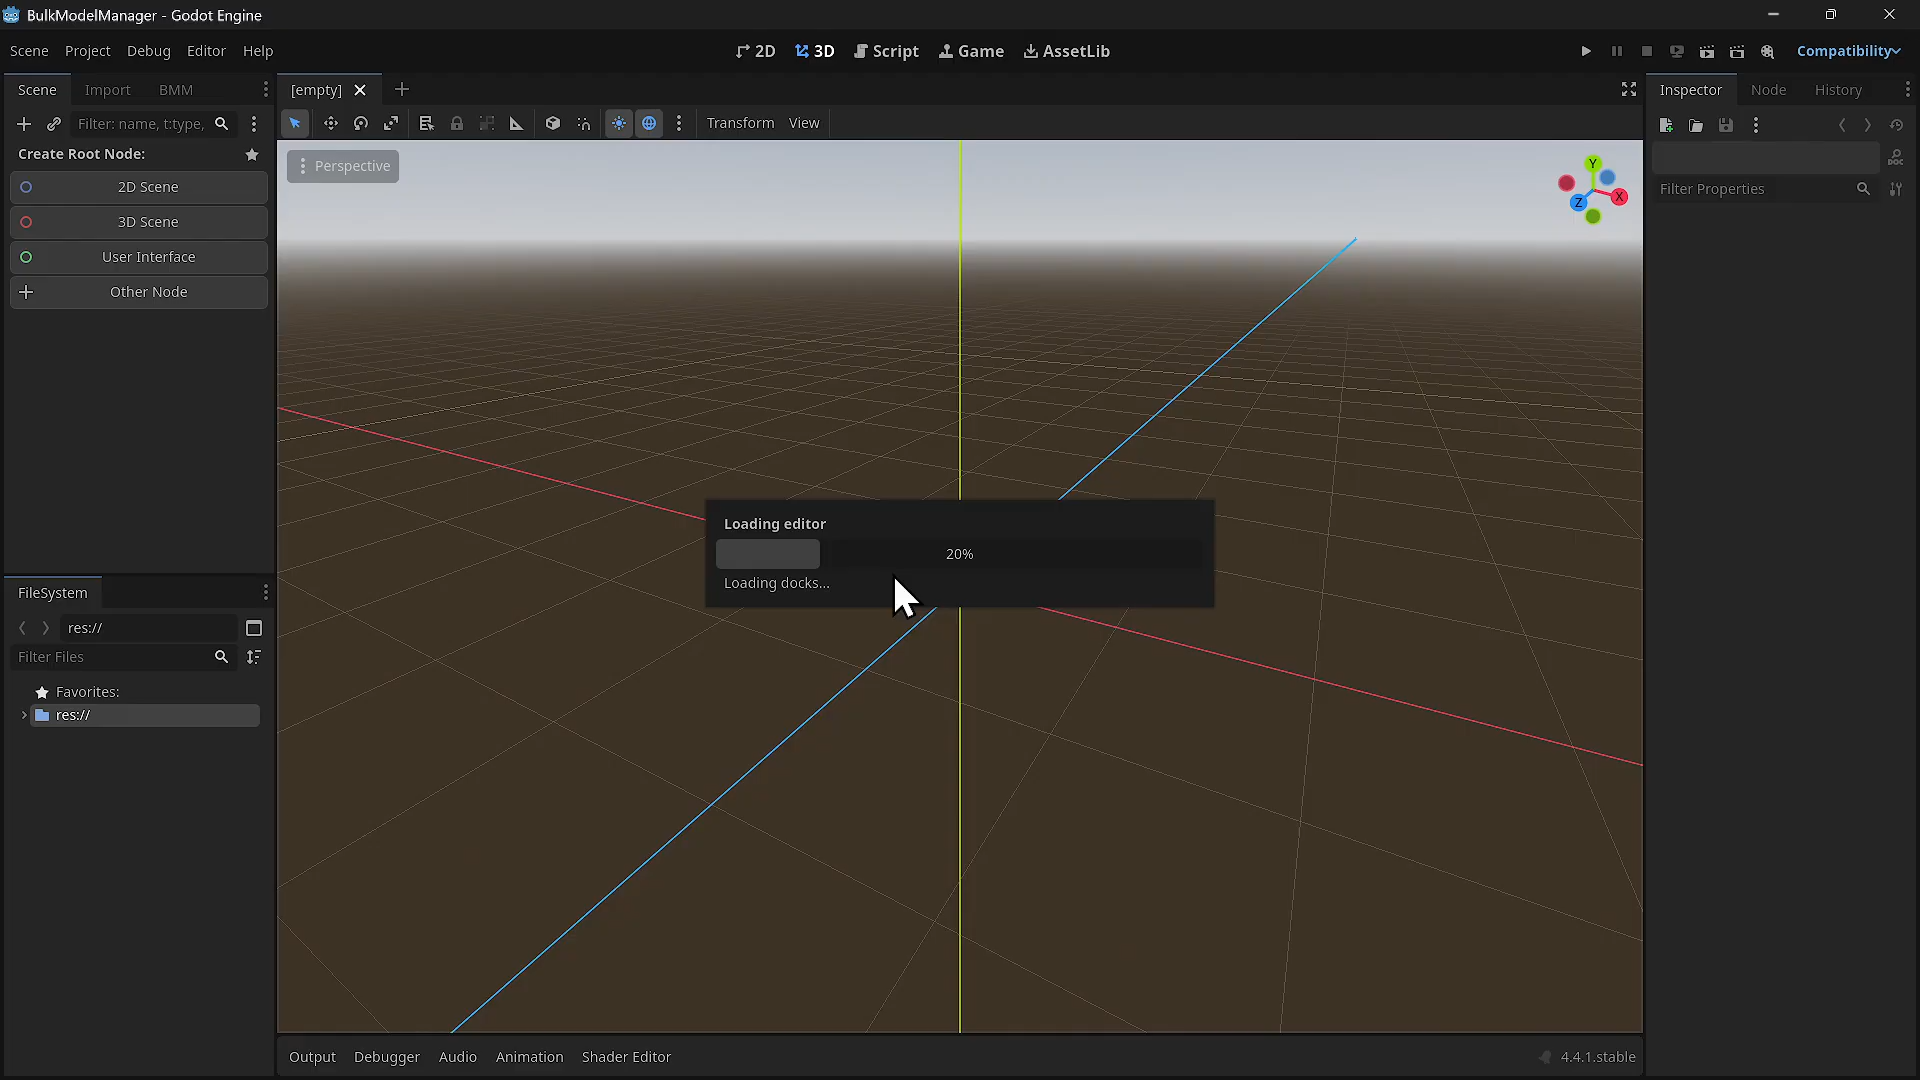 BulkModelManager - Godot Engine
Scene Project Debug Editor Help
2D 3D Script Game AssetLib
Compatibility
Scene Import BMM
[empty]
Inspector Node History
Filter: name, t:type,
Transform View
Create Root Node:
Perspective
2D Scene
3D Scene
User Interface
Other Node
Filter Properties
DOC
Y
X
Z
Loading editor
20%
Loading docks...
FileSystem
res://
Filter Files
Favorites:
res://
Output Debugger Audio Animation Shader Editor
4.4.1.stable